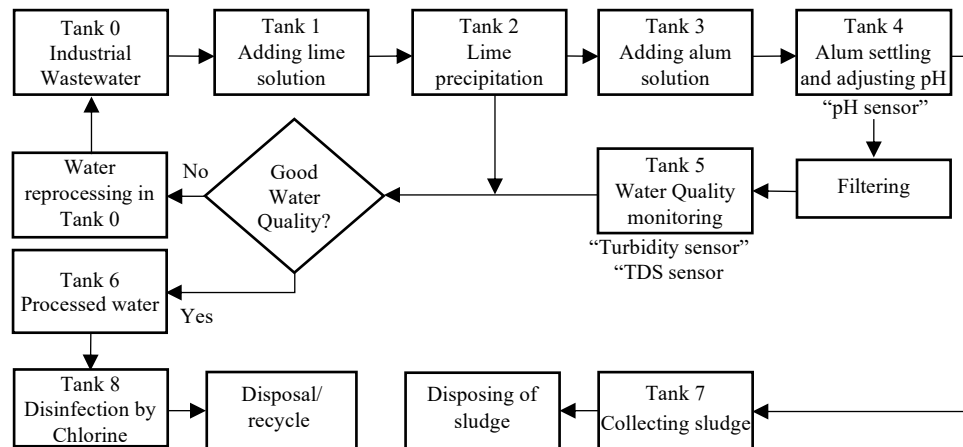 Tank 0
Industrial
Wastewater
Tank 1
Adding lime
solution
Tank 2
Lime
precipitation
Tank 3
Adding alum
solution
Tank 4
Alum settling
and adjusting pH
“pH sensor”
Water
reprocessing in
Tank 0
No
Good
Water
Quality?
Tank 5
Water Quality
monitoring
“Turbidity sensor”
“TDS sensor
Filtering
Tank 6
Processed water
Yes
Tank 8
Disinfection by
Chlorine
Disposal/
recycle
Disposing of
sludge
Tank 7
Collecting sludge